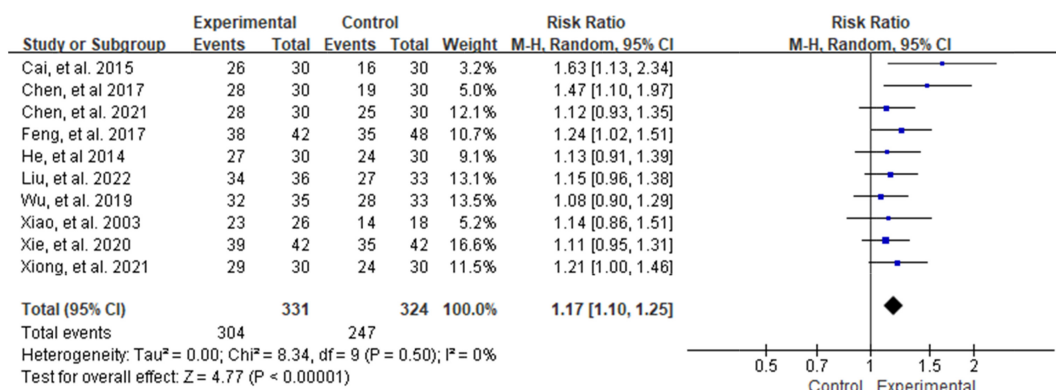 Experimental Control Risk Ratio Risk Ratio
Study or Subgroup Events Total Events Total Weight M-H, Random, 95% CI M-H, Random, 95% CI
Cai, et al. 2015 26 30 16 30 3.2% 1.63 [1.13, 2.34]
Chen, et al 2017 28 30 19 30 5.0% 1.47 [1.10, 1.97]
Chen, et al. 2021 28 30 25 30 12.1% 1.12 [0.93, 1.35]
Feng, et al. 2017 38 42 35 48 10.7% 1.24 [1.02, 1.51]
He, et al 2014 27 30 24 30 9.1% 1.13 [0.91, 1.39]
Liu, et al. 2022 34 36 27 33 13.1% 1.15 [0.96, 1.38]
Wu, et al. 2019 32 35 28 33 13.5% 1.08 [0.90, 1.29]
Xiao, et al. 2003 23 26 14 18 5.2% 1.14 [0.86, 1.51]
Xie, et al. 2020 39 42 35 42 16.6% 1.11 [0.95, 1.31]
Xiong, et al. 2021 29 30 24 30 11.5% 1.21 [1.00, 1.46]
Total (95% CI) 331 324 100.0% 1.17 [1.10, 1.25]
Total events 304 247
Heterogeneity: Tau² = 0.00; Chi² = 8.34, df = 9 (P = 0.50); I² = 0%
Test for overall effect: Z = 4.77 (P < 0.00001)
0.5 0.7 1 1.5 2
Control Experimental